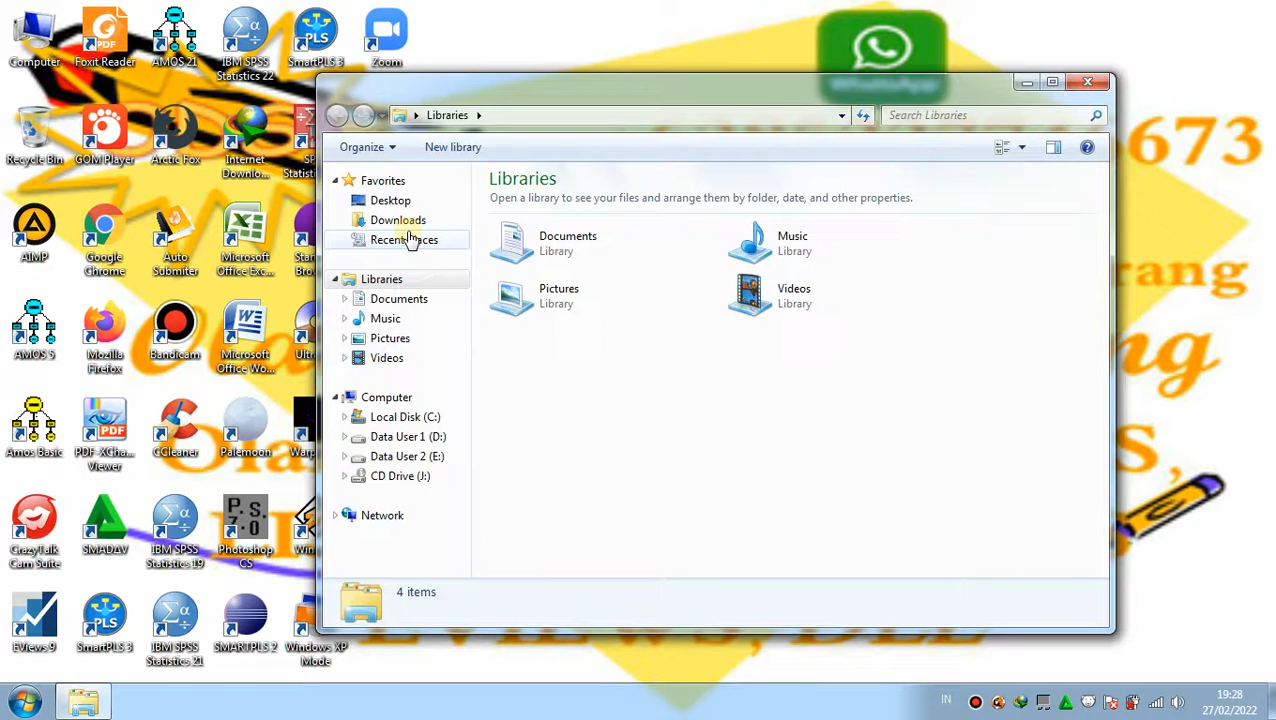 Computer
Foxit Reader
AMOS 21
IBM SPSS
Statistics 22
SmartPLS 3
Zoom
Recycle Bin
GOM Player
Arctic Fox
Internet
Downlo...
AIMP
Google
Chrome
Auto
Submiter
Microsoft
Office Exc...
AMOS 5
Mozilla
Firefox
Bandicam
Microsoft
Office Wo...
Amos Basic
PDF-XCha...
Viewer
CCleaner
Palemoon
CrazyTalk
Cam Suite
SMADΔV
IBM SPSS
Statistics 19
Photoshop
CS
EViews 9
SmartPLS 3
IBM SPSS
Statistics 21
SMARTPLS 2
Windows XP
Mode
Libraries
Search Libraries
Organize
New library
Favorites
Desktop
Downloads
Libraries
Documents
Music
Pictures
Videos
Computer
Local Disk (C:)
Data User 1 (D:)
Data User 2 (E:)
CD Drive (J:)
Network
Libraries
Open a library to see your files and arrange them by folder, date, and other properties.
Documents
Library
Music
Library
Pictures
Library
Videos
Library
4 items
673
IN
19:28
27/02/2022